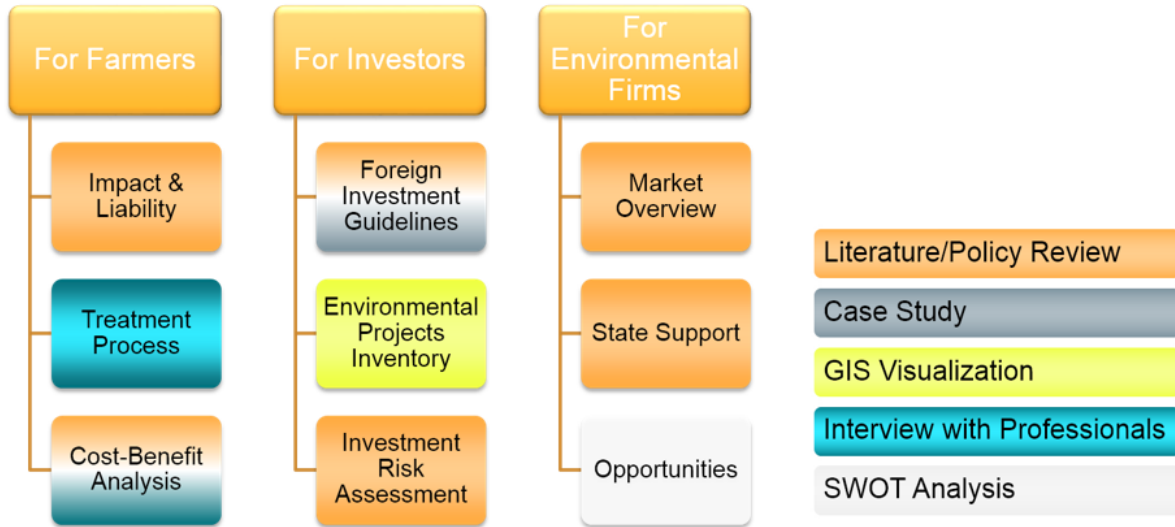 For Farmers
Impact &
Liability
Treatment
Process
Cost-Benefit
Analysis
For Investors
Foreign
Investment
Guidelines
Environmental
Projects
Inventory
Investment
Risk
Assessment
For
Environmental
Firms
Market
Overview
State Support
Opportunities
Literature/Policy Review
Case Study
GIS Visualization
Interview with Professionals
SWOT Analysis